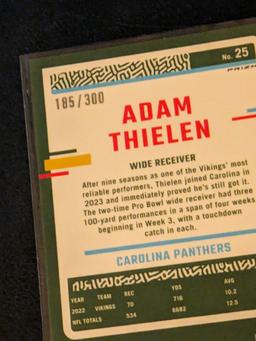 No. 25
185/300
ADAM
THIELEN
WIDE RECEIVER
After nine seasons as one of the Vikings' most
reliable performers, Thielen joined Carolina in
2023 and immediately proved he's still got it.
The two-time Pro Bowl wide receiver had three
100-yard performances in a span of four weeks
beginning in Week 3, with a touchdown
catch in each.
CAROLINA PANTHERS
YEAR TEAM REC YDS AVG
2022 VIKINGS 70 716 10.2
NFL TOTALS 534 6682 12.5